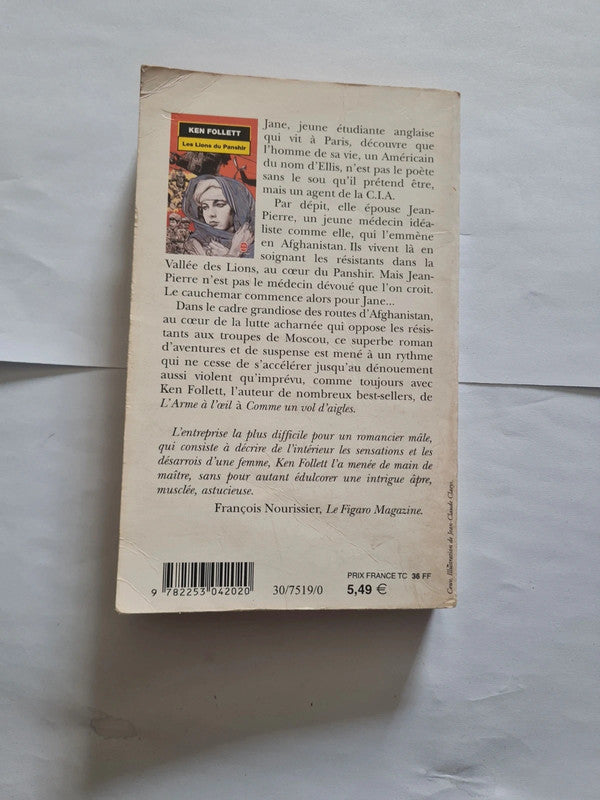 KEN FOLLETT
Les Lions du Panshir
Jane, jeune étudiante anglaise
qui vit à Paris, découvre que
l'homme de sa vie, un Américain
du nom d'Ellis, n'est pas le poète
sans le sou qu'il prétend être,
mais un agent de la C.I.A.
Par dépit, elle épouse Jean-
Pierre, un jeune médecin idéa-
liste comme elle, qui l'emmène
en Afghanistan. Ils vivent là en
soignant les résistants dans la
Vallée des Lions, au cœur du Panshir. Mais Jean-
Pierre n'est pas le médecin dévoué que l'on croit.
Le cauchemar commence alors pour Jane...
Dans le cadre grandiose des routes d'Afghanistan,
au cœur de la lutte acharnée qui oppose les résis-
tants aux troupes de Moscou, ce superbe roman
d'aventures et de suspense est mené à un rythme
qui ne cesse de s'accélérer jusqu'au dénouement
aussi violent qu'imprévu, comme toujours avec
Ken Follett, l'auteur de nombreux best-sellers, de
L'Arme à l'œil à Comme un vol d'aigles.
L'entreprise la plus difficile pour un romancier mâle,
qui consiste à décrire de l'intérieur les sensations et les
désarrois d'une femme, Ken Follett l'a menée de main de
maître, sans pour autant édulcorer une intrigue âpre,
musclée, astucieuse.
François Nourissier, Le Figaro Magazine.
9 782253 042020
30/7519/0
PRIX FRANCE TC 36 FF
5,49 €
Couv. Illustration de Jean-Claude Claeys.